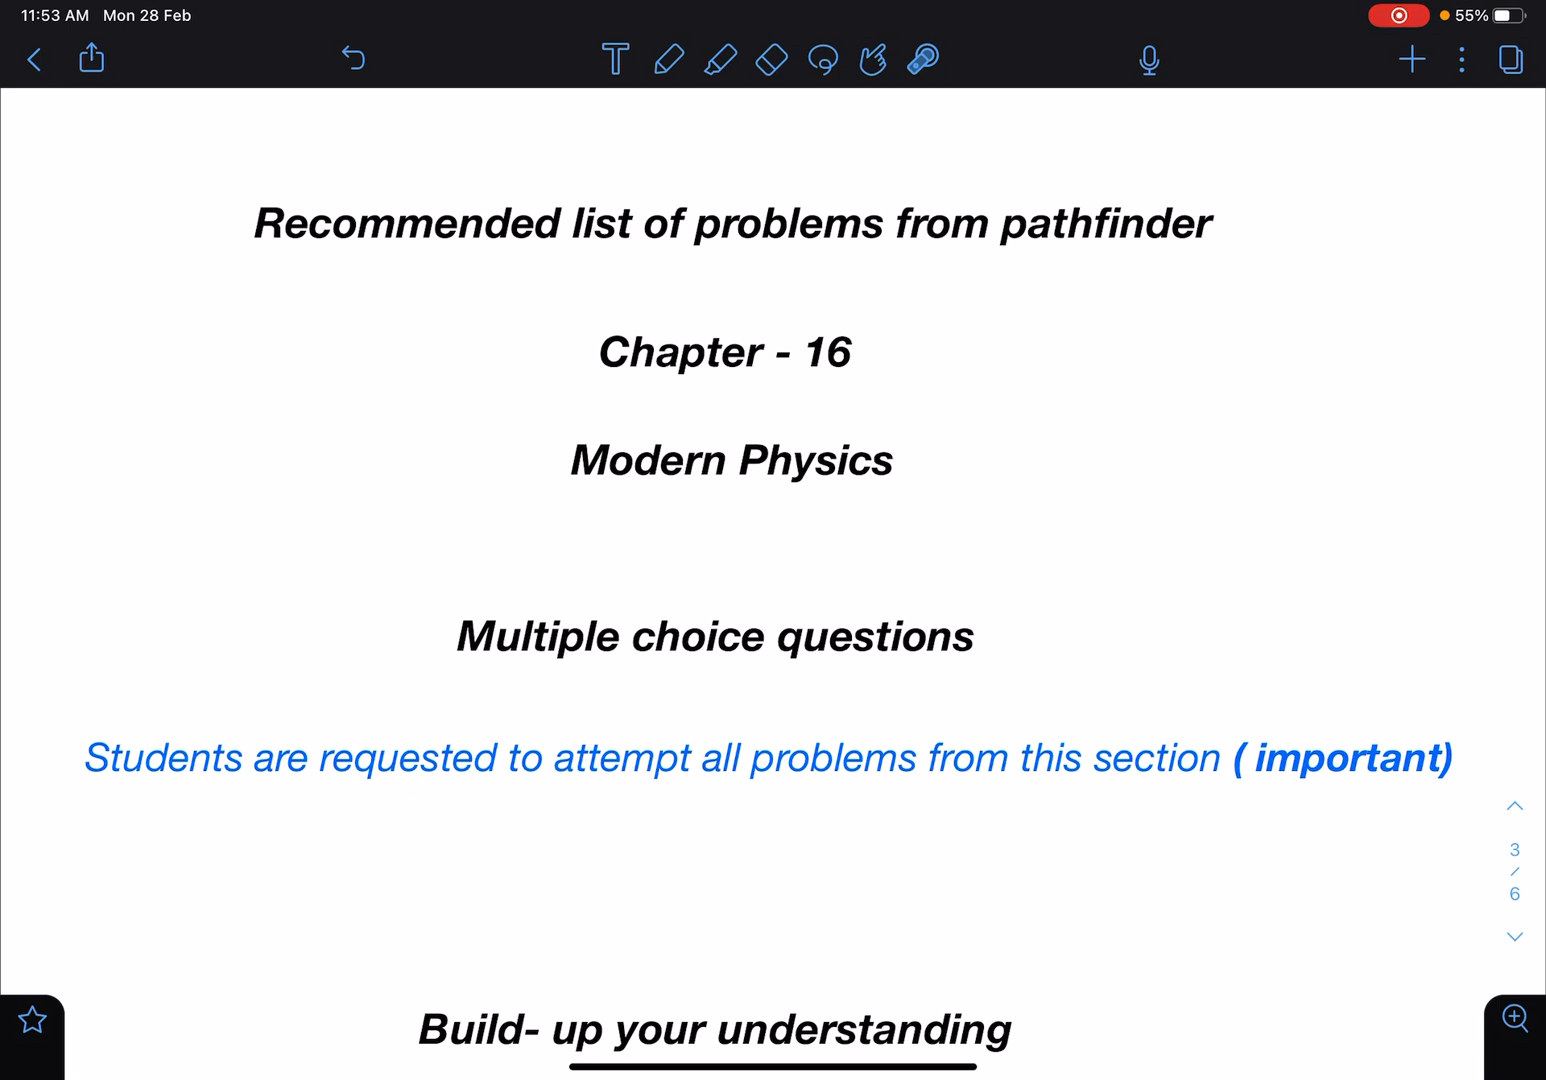 11:53 AM Mon 28 Feb
55%
Recommended list of problems from pathfinder
Chapter - 16
Modern Physics
Multiple choice questions
Students are requested to attempt all problems from this section ( important)
3
/
6
Build- up your understanding